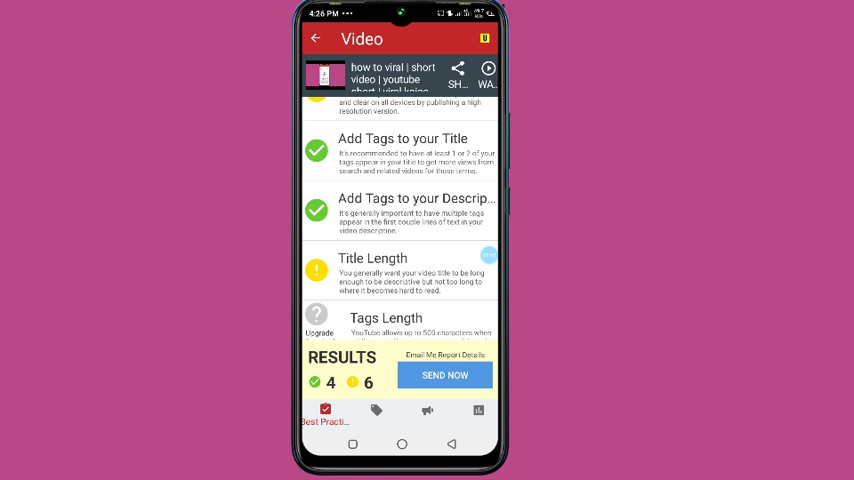 4:26 PM
Video
how to viral | short
video | youtube
SH...
WA...
and clear on all devices by publishing a high
resolution version.
Add Tags to your Title
It's recommended to have at least 1 or 2 of your
tags appear in your title to get more views from
search and related videos for those terms.
Add Tags to your Descrip...
It's generally important to have multiple tags
appear in the first couple lines of text in your
video description.
Title Length
You generally want your video title to be long
enough to be descriptive but not too long to
where it becomes hard to read.
Tags Length
Upgrade
YouTube allows up to 500 characters when
RESULTS
4
6
Email Me Report Details
SEND NOW
Best Practi...